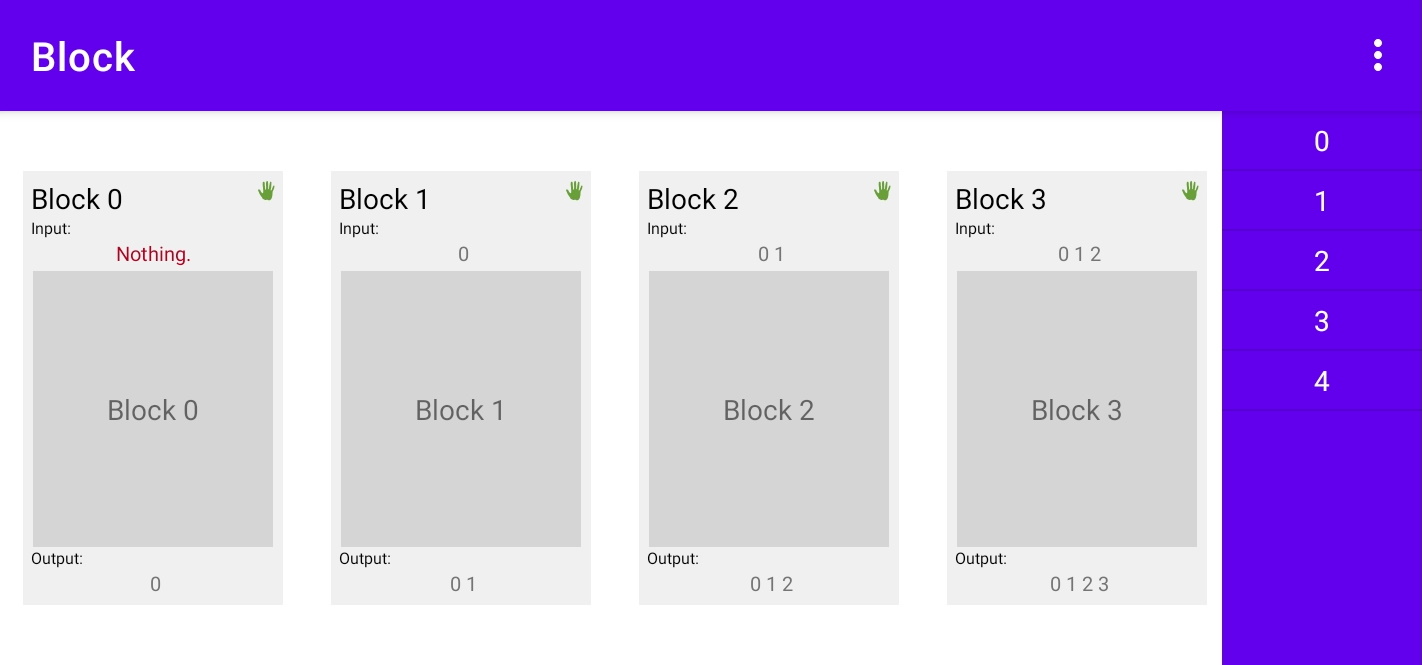 Block
Block 0
Input:
Nothing.
Block 0
Output:
0
Block 1
Input:
0
Block 1
Output:
0 1
Block 2
Input:
0 1
Block 2
Output:
0 1 2
Block 3
Input:
0 1 2
Block 3
Output:
0 1 2 3
0
1
2
3
4